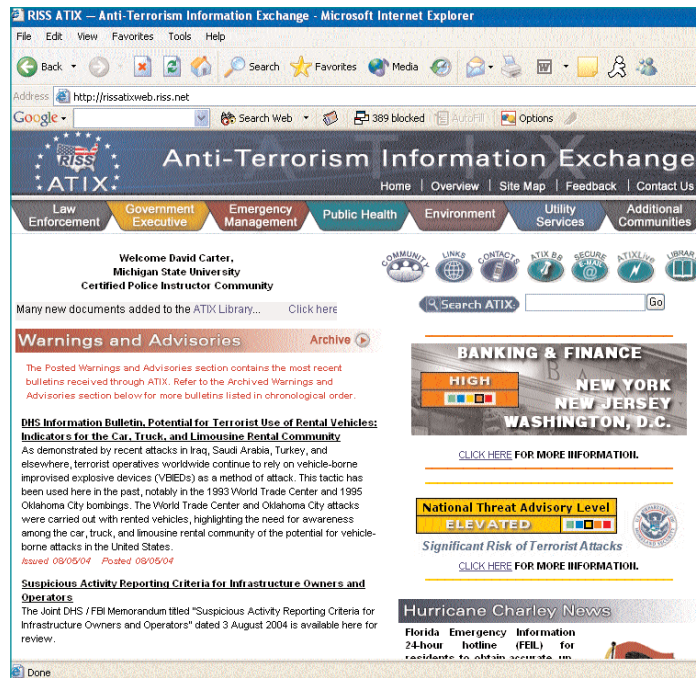 RISS ATIX — Anti-Terrorism Information Exchange - Microsoft Internet Explorer
File Edit View Favorites Tools Help
Back Search Favorites Media
Address http://rissatixweb.riss.net
Google Search Web 389 blocked AutoFill Options
RISS
ATIX
A T I X
Anti-Terrorism Information Exchange
Home | Overview | Site Map | Feedback | Contact Us
Law Enforcement
Government Executive
Emergency Management
Public Health
Environment
Utility Services
Additional Communities
Welcome David Carter,
Michigan State University
Certified Police Instructor Community
Many new documents added to the ATIX Library... Click here
COMMUNITY LINKS CONTACTS ATIX BB SECURE E-MAIL ATIXLive LIBRAR
Search ATIX: Go
Warnings and Advisories Archive
The Posted Warnings and Advisories section contains the most recent
bulletins received through ATIX. Refer to the Archived Warnings and
Advisories section below for more bulletins listed in chronological order.
DHS Information Bulletin, Potential for Terrorist Use of Rental Vehicles:
Indicators for the Car, Truck, and Limousine Rental Community
As demonstrated by recent attacks in Iraq, Saudi Arabia, Turkey, and
elsewhere, terrorist operatives worldwide continue to rely on vehicle-borne
improvised explosive devices (VBIEDs) as a method of attack. This tactic has
been used here in the past, notably in the 1993 World Trade Center and 1995
Oklahoma City bombings. The World Trade Center and Oklahoma City attacks
were carried out with rented vehicles, highlighting the need for awareness
among the car, truck, and limousine rental community of the potential for vehicle-
borne attacks in the United States.
Issued 08/05/04 Posted 08/05/04
Suspicious Activity Reporting Criteria for Infrastructure Owners and
Operators
The Joint DHS / FBI Memorandum titled "Suspicious Activity Reporting Criteria for
Infrastructure Owners and Operators" dated 3 August 2004 is available here for
review.
BANKING & FINANCE
HIGH
NEW YORK
NEW JERSEY
WASHINGTON, D.C.
CLICK HERE FOR MORE INFORMATION.
National Threat Advisory Level
ELEVATED
Significant Risk of Terrorist Attacks
CLICK HERE FOR MORE INFORMATION.
Hurricane Charley News
Florida Emergency Information
24-hour hotline (FEIL) for
residents to obtain accurate, up-
Done